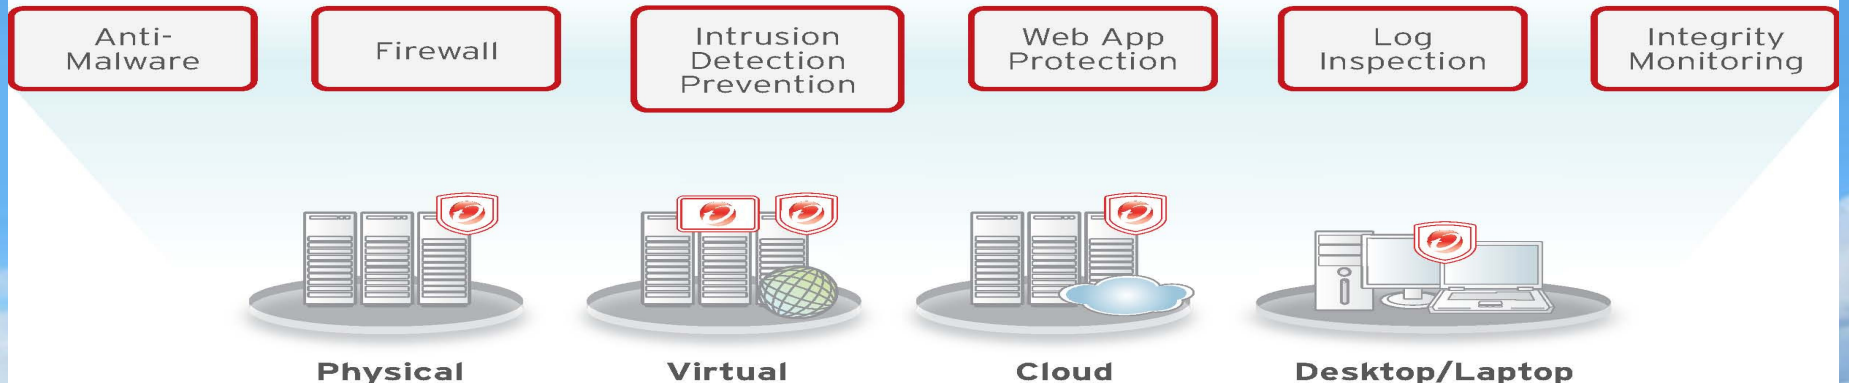 Anti-
Malware
Firewall
Intrusion
Detection
Prevention
Web App
Protection
Log
Inspection
Integrity
Monitoring
Physical
Virtual
Cloud
Desktop/Laptop